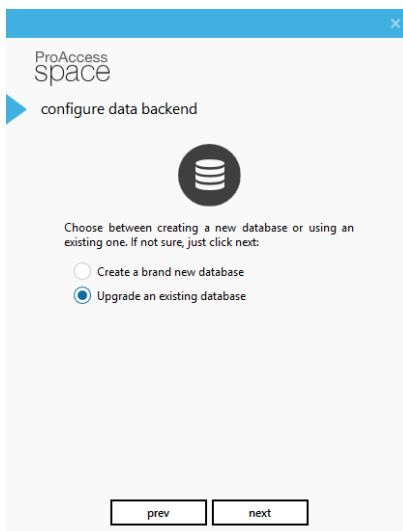 ProAccess
space
configure data backend
Choose between creating a new database or using an
existing one. If not sure, just click next:
Create a brand new database
Upgrade an existing database
prev
next